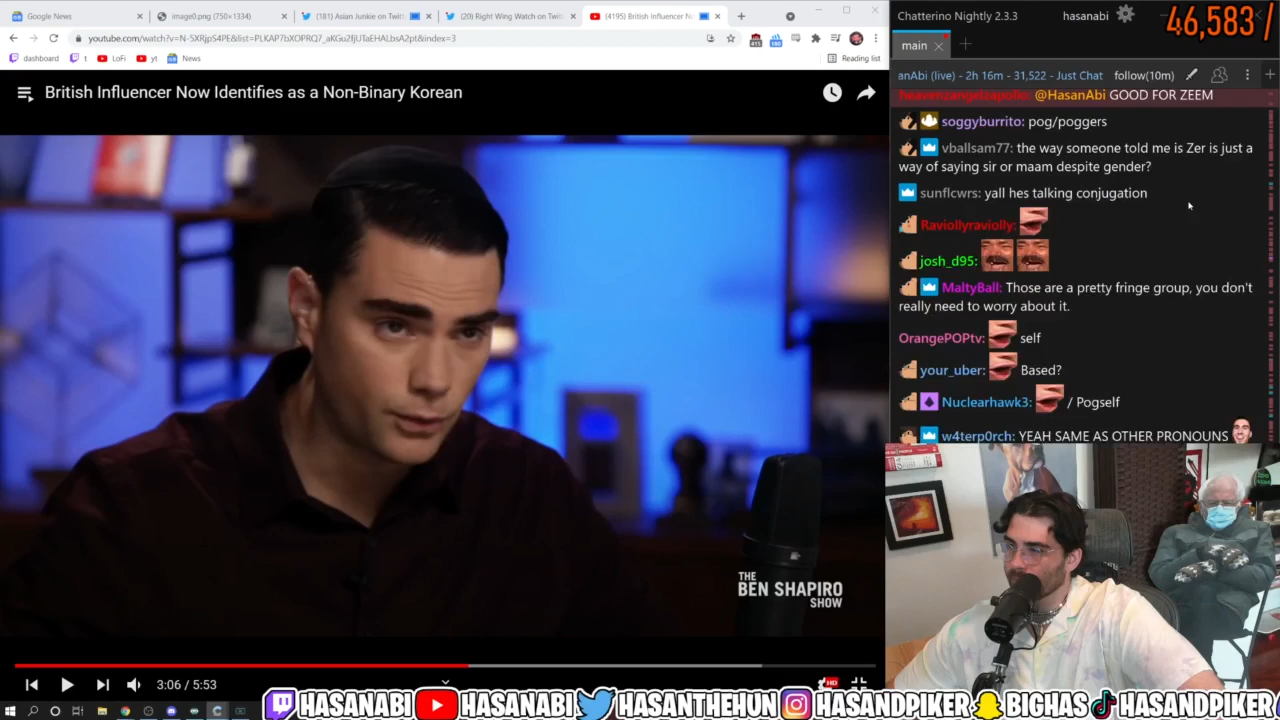 Google News
image0.png (750×1334)
(181) Asian Junkie on Twitt
(20) Right Wing Watch on Twitt
(4195) British Influencer No
youtube.com/watch?v=N-5XRjpS4PE&list=PLKAP7bXOPRQ7_aKGu2fjUTaEHALbsA2pt&index=3
dashboard
t
LoFi
yt
News
Reading list
British Influencer Now Identifies as a Non-Binary Korean
THE
BEN SHAPIRO
SHOW
3:06 / 5:53
HD
Chatterino Nightly 2.3.3
hasanabi
46,583 /
main
anAbi (live) - 2h 16m - 31,522 - Just Chat
follow(10m)
@HasanAbi GOOD FOR ZEEM
soggyburrito: pog/poggers
vballsam77: the way someone told me is Zer is just a
way of saying sir or maam despite gender?
sunflcwrs: yall hes talking conjugation
Raviollyraviolly:
josh_d95:
MaltyBall: Those are a pretty fringe group, you don't
really need to worry about it.
OrangePOPtv: self
your_uber: Based?
Nuclearhawk3: / Pogself
w4terp0rch: YEAH SAME AS OTHER PRONOUNS
HASANABI
HASANABI
HASANTHEHUN
HASANDPIKER
BIGHAS
HASANDPIKER